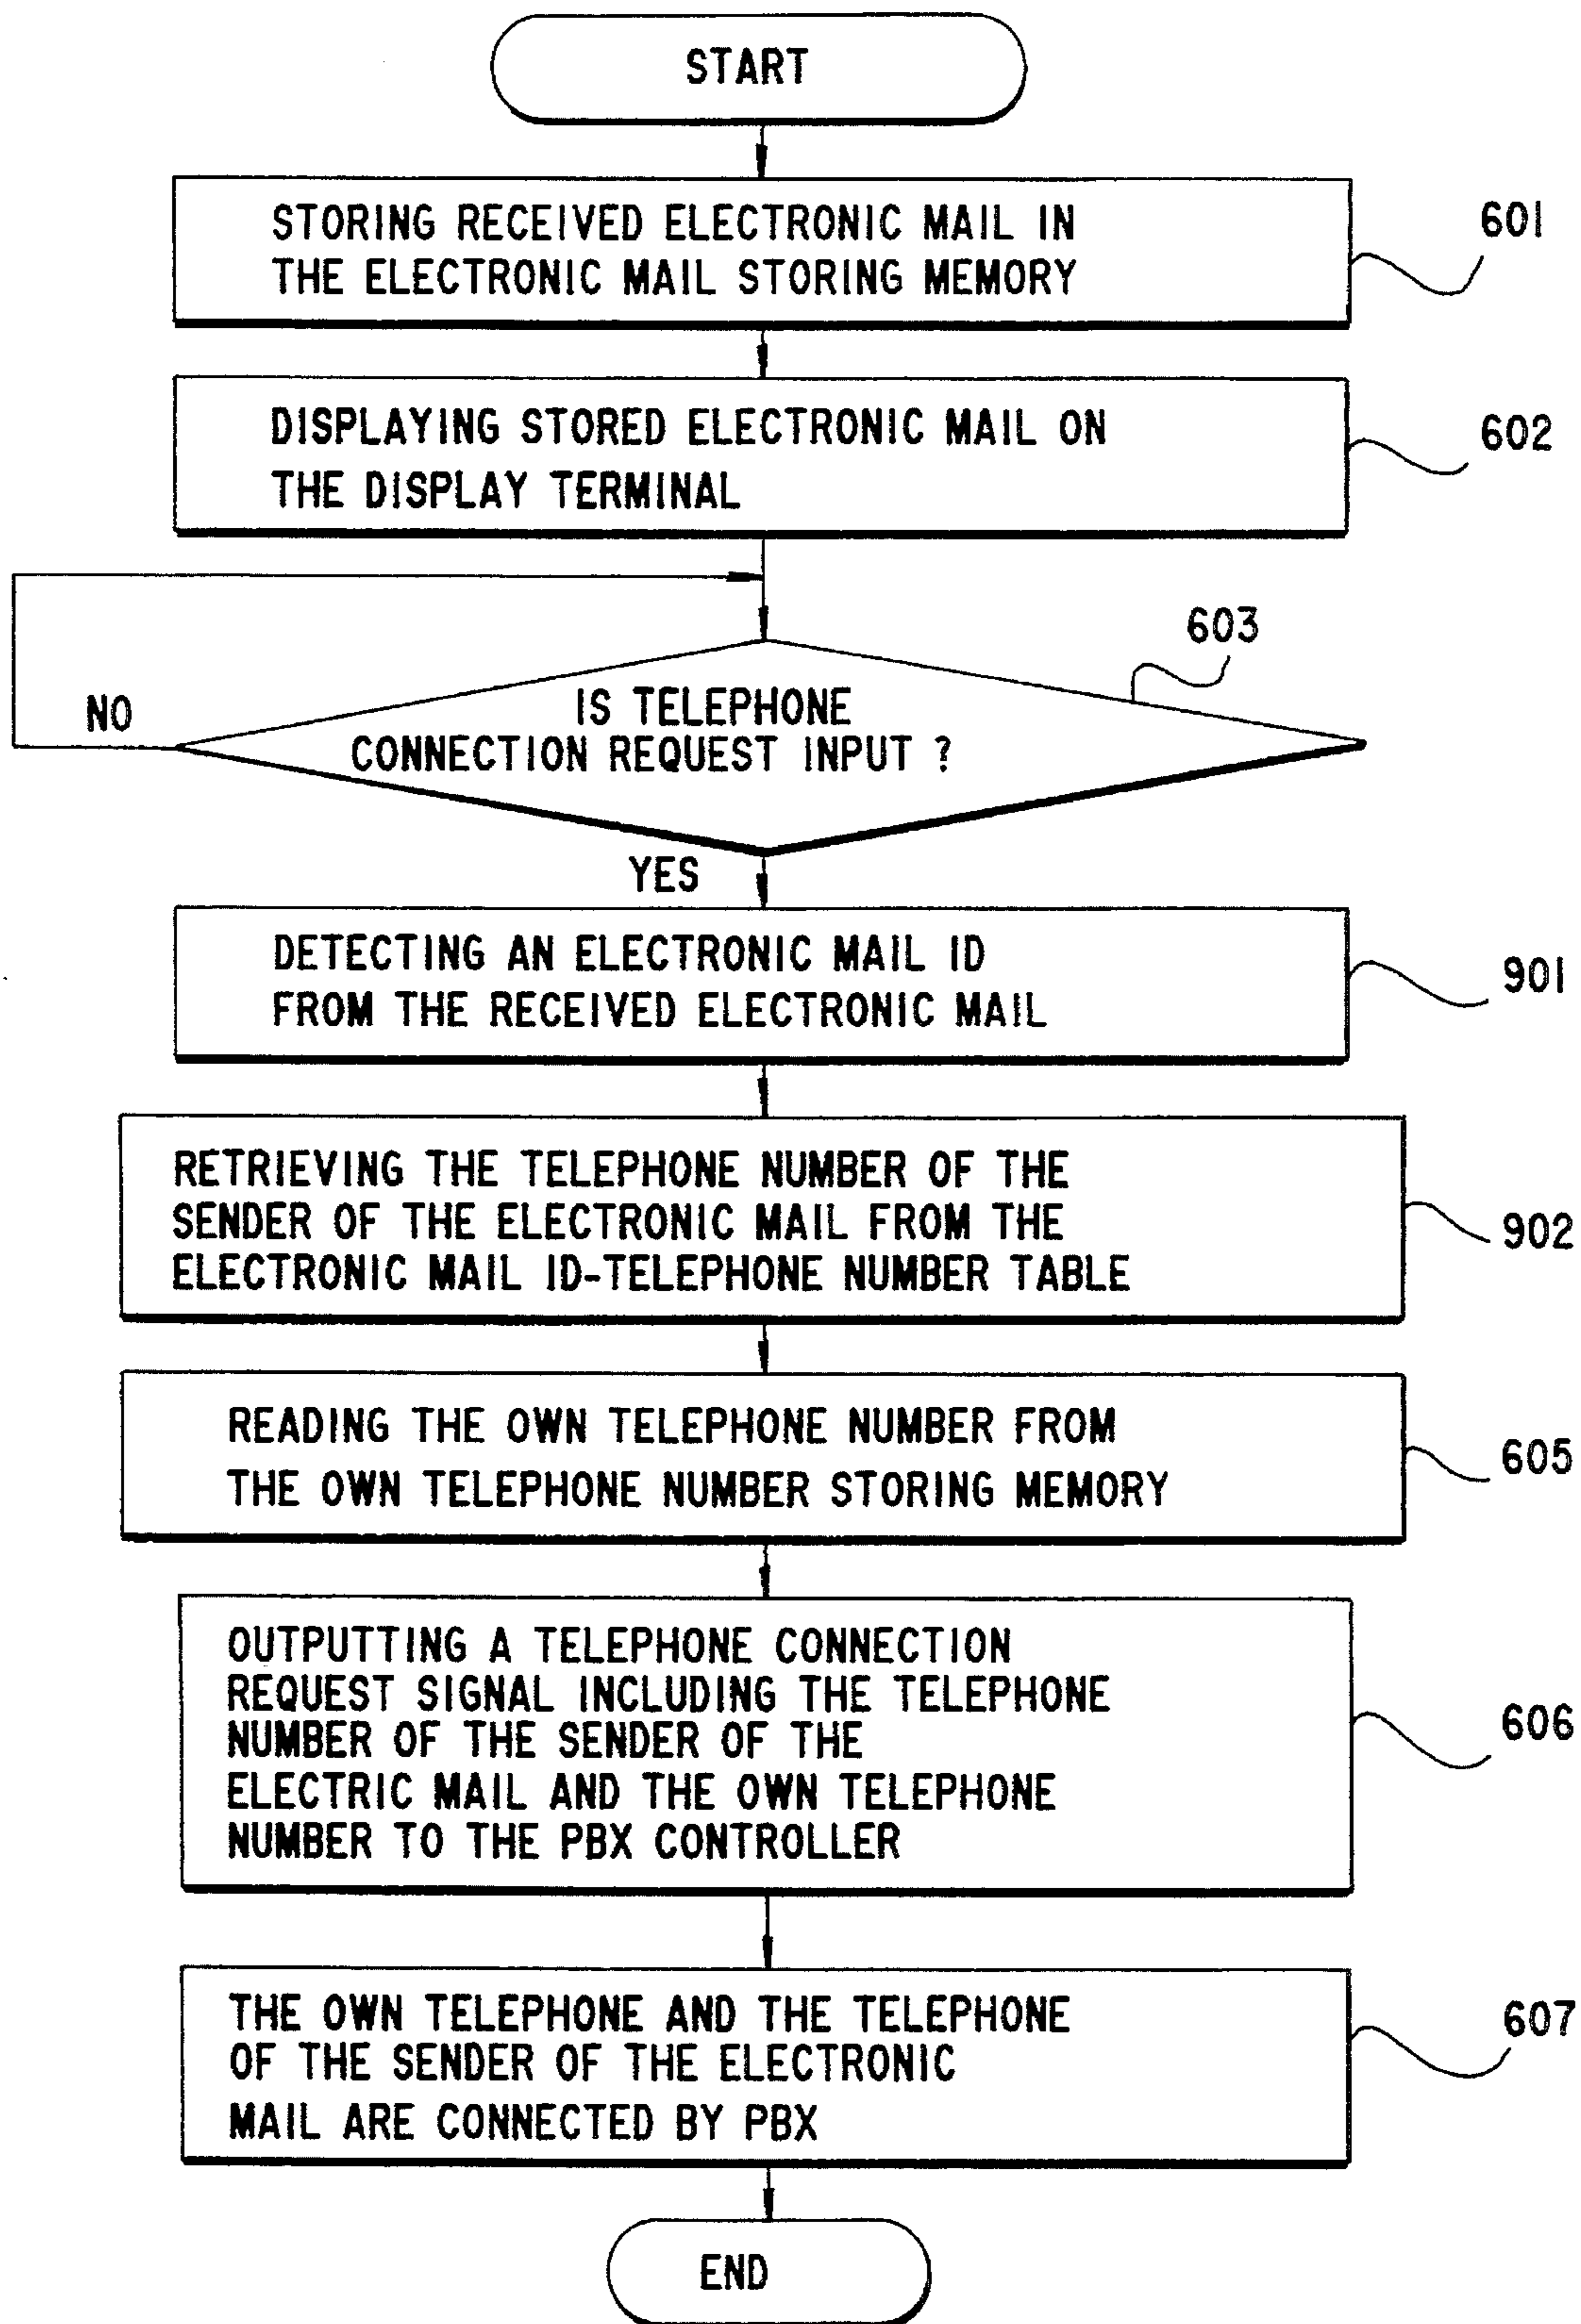 START
STORING RECEIVED ELECTRONIC MAIL IN
THE ELECTRONIC MAIL STORING MEMORY
601
DISPLAYING STORED ELECTRONIC MAIL ON
THE DISPLAY TERMINAL
602
603
IS TELEPHONE
CONNECTION REQUEST INPUT ?
NO
YES
DETECTING AN ELECTRONIC MAIL ID
FROM THE RECEIVED ELECTRONIC MAIL
901
RETRIEVING THE TELEPHONE NUMBER OF THE
SENDER OF THE ELECTRONIC MAIL FROM THE
ELECTRONIC MAIL ID-TELEPHONE NUMBER TABLE
902
READING THE OWN TELEPHONE NUMBER FROM
THE OWN TELEPHONE NUMBER STORING MEMORY
605
OUTPUTTING A TELEPHONE CONNECTION
REQUEST SIGNAL INCLUDING THE TELEPHONE
NUMBER OF THE SENDER OF THE
ELECTRIC MAIL AND THE OWN TELEPHONE
NUMBER TO THE PBX CONTROLLER
606
THE OWN TELEPHONE AND THE TELEPHONE
OF THE SENDER OF THE ELECTRONIC
MAIL ARE CONNECTED BY PBX
607
END